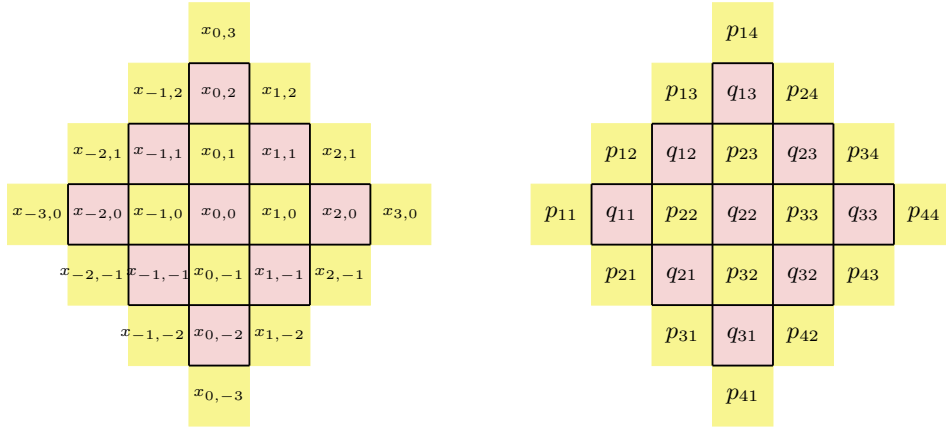 x_{0,3} p_{14}
x_{-1,2} x_{0,2} x_{1,2} p_{13} q_{13} p_{24}
x_{-2,1} x_{-1,1} x_{0,1} x_{1,1} x_{2,1} p_{12} q_{12} p_{23} q_{23} p_{34}
x_{-3,0} x_{-2,0} x_{-1,0} x_{0,0} x_{1,0} x_{2,0} x_{3,0} p_{11} q_{11} p_{22} q_{22} p_{33} q_{33} p_{44}
x_{-2,-1} x_{-1,-1} x_{0,-1} x_{1,-1} x_{2,-1} p_{21} q_{21} p_{32} q_{32} p_{43}
x_{-1,-2} x_{0,-2} x_{1,-2} p_{31} q_{31} p_{42}
x_{0,-3} p_{41}